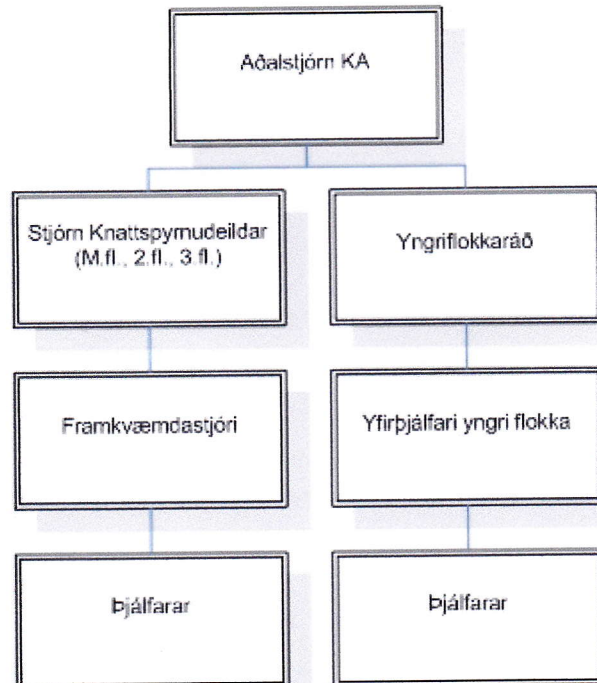 Aðalstjórn KA
Stjórn Knattspyrnudeildar
(M.fl., 2.fl., 3.fl.)
Yngriflokkaráð
Framkvæmdastjóri
Yfirþjálfari yngri flokka
Þjálfarar
Þjálfarar